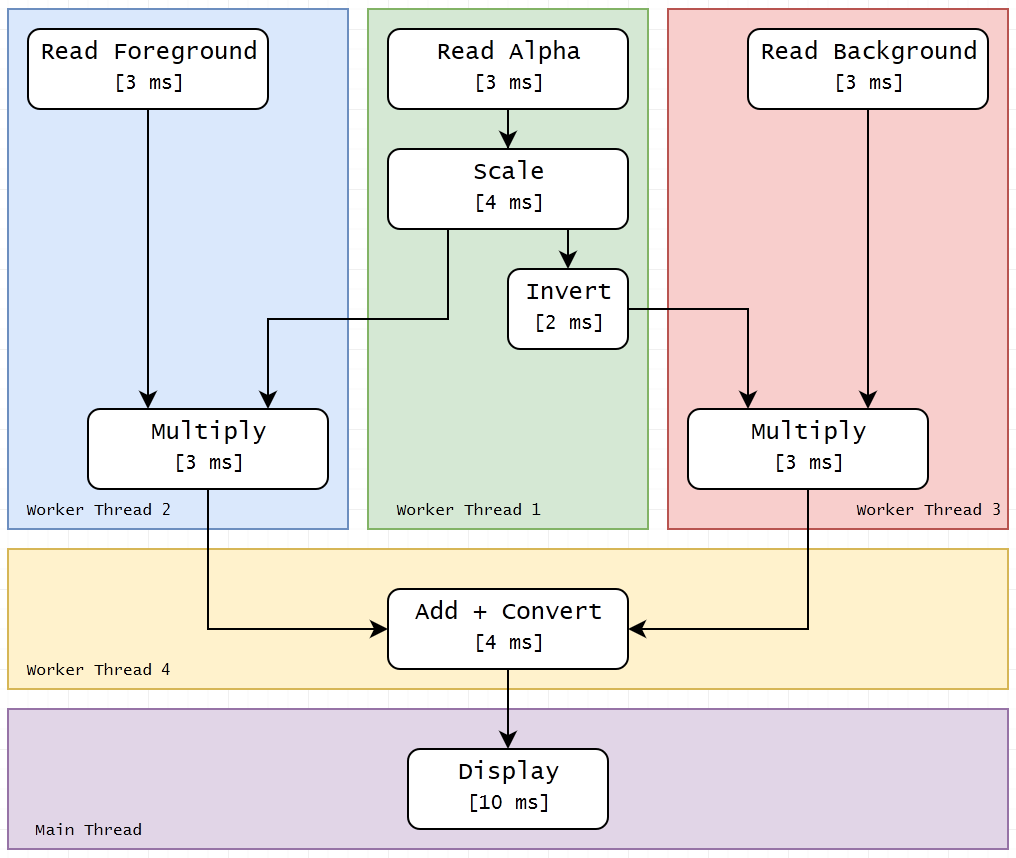 Read Foreground
[3 ms]
Read Alpha
[3 ms]
Read Background
[3 ms]
Scale
[4 ms]
Invert
[2 ms]
Multiply
[3 ms]
Multiply
[3 ms]
Worker Thread 2
Worker Thread 1
Worker Thread 3
Add + Convert
[4 ms]
Worker Thread 4
Display
[10 ms]
Main Thread